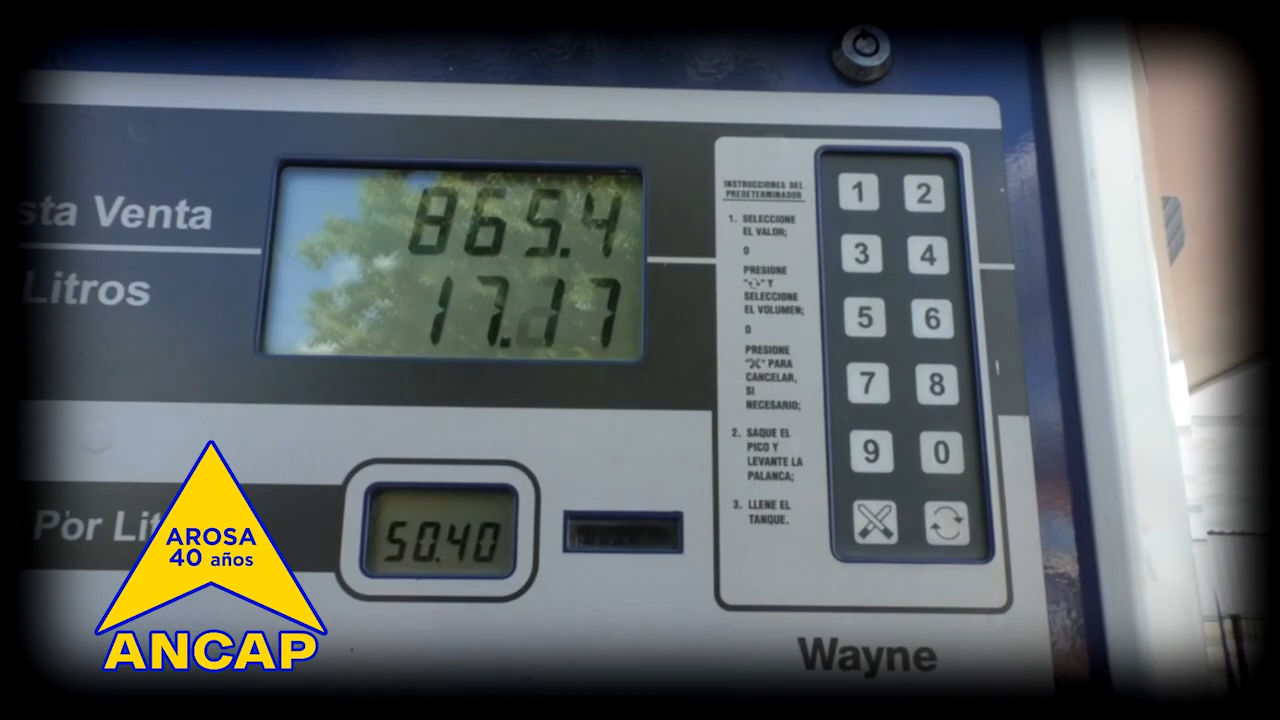 sta Venta
865.4
Litros
17.17
Por Lit
50.40
INSTRUCCIONES DEL
PREDETERMINADOR
1. SELECCIONE
EL VALOR;
O
PRESIONE
" " Y
SELECCIONE
EL VOLUMEN;
O
PRESIONE
" " PARA
CANCELAR,
SI
NECESARIO;
2. SAQUE EL
PICO Y
LEVANTE LA
PALANCA;
3. LLENE EL
TANQUE.
1 2
3 4
5 6
7 8
9 0
Wayne
AROSA
40 años
ANCAP